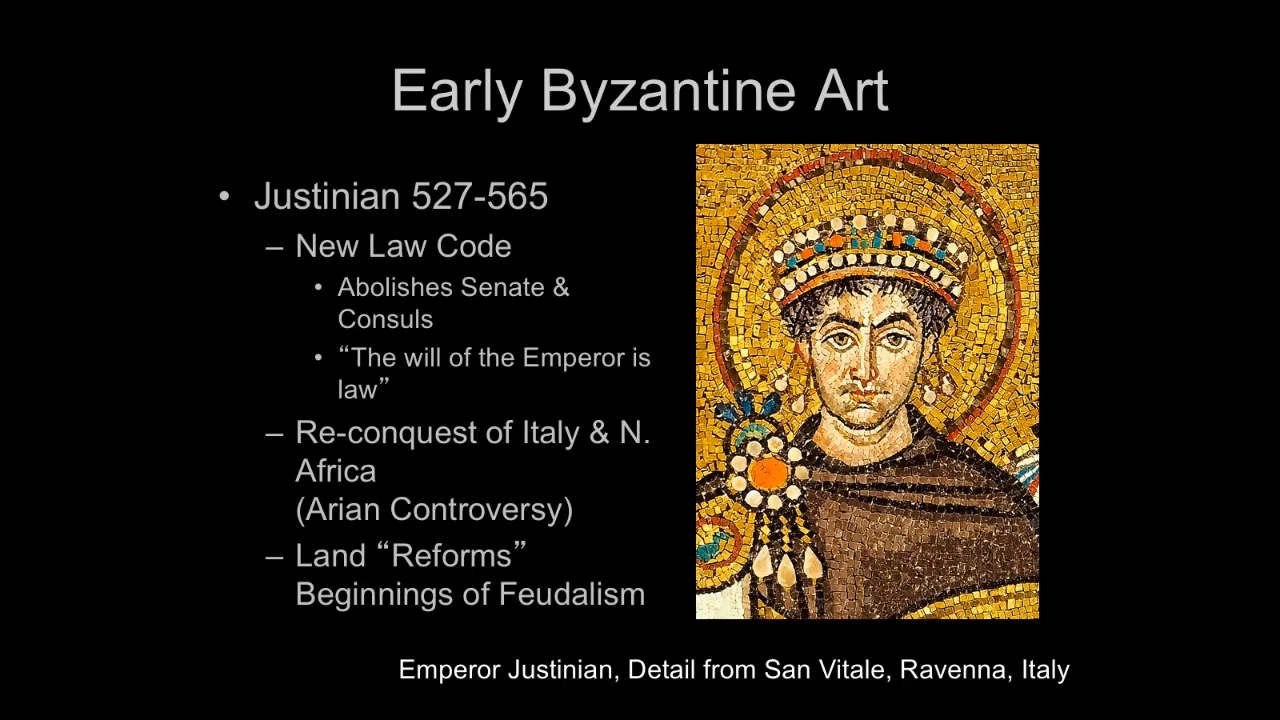 Early Byzantine Art
• Justinian 527-565
– New Law Code
• Abolishes Senate &
Consuls
• “The will of the Emperor is
law”
– Re-conquest of Italy & N.
Africa
(Arian Controversy)
– Land “Reforms”
Beginnings of Feudalism
Emperor Justinian, Detail from San Vitale, Ravenna, Italy